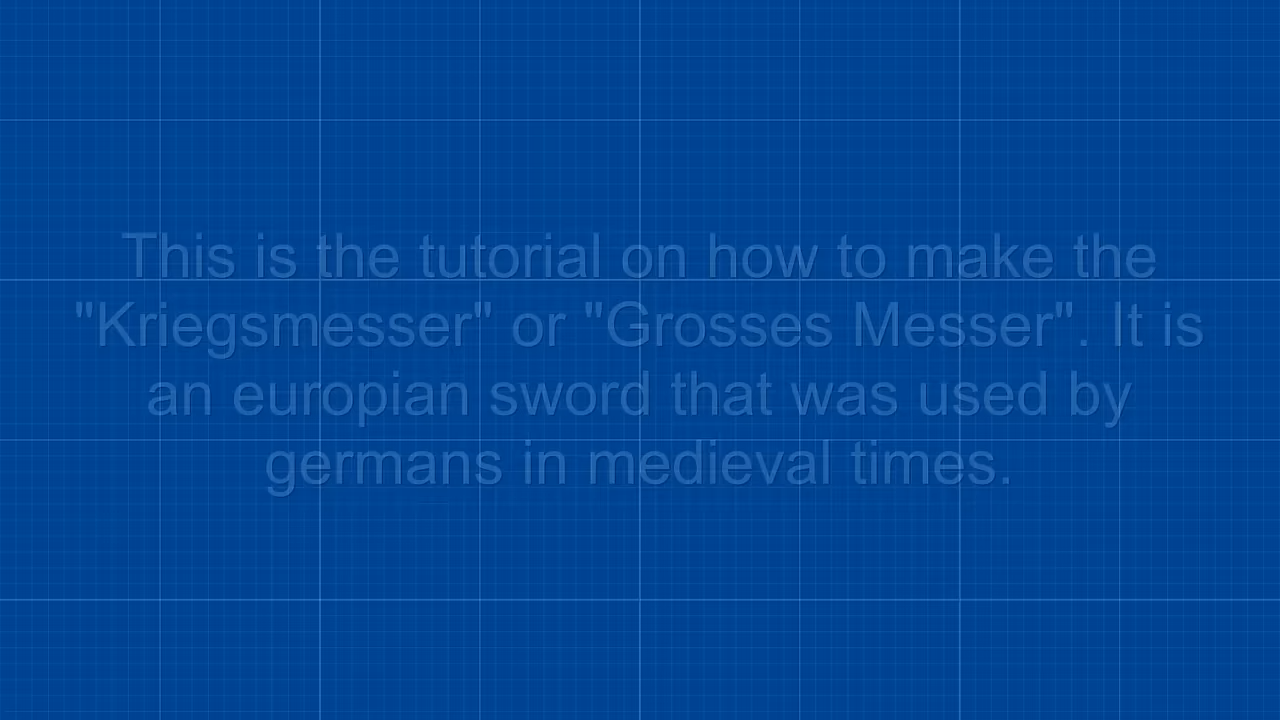 This is the tutorial on how to make the
"Kriegsmesser" or "Grosses Messer". It is
an europian sword that was used by
germans in medieval times.